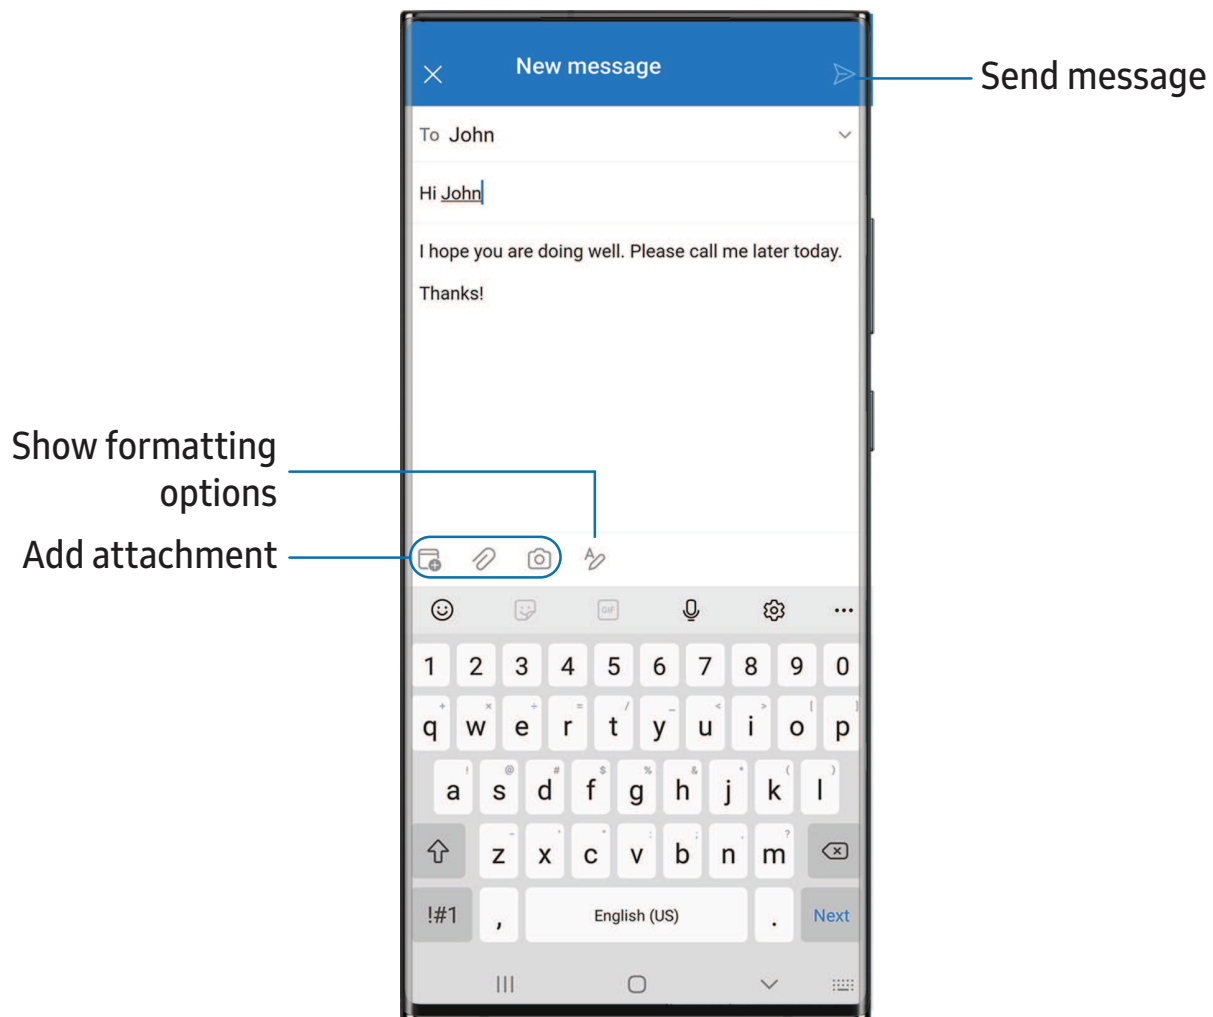 New message
Send message
To John
Hi John
I hope you are doing well. Please call me later today.
Thanks!
Show formatting
options
Add attachment
GIF
1 2 3 4 5 6 7 8 9 0
+ × ÷ = / _ < > [ ]
q w e r t y u i o p
! @ # $ % ^ & * ( )
a s d f g h j k l
- ' " : ; , ?
z x c v b n m
!#1 , English (US) . Next